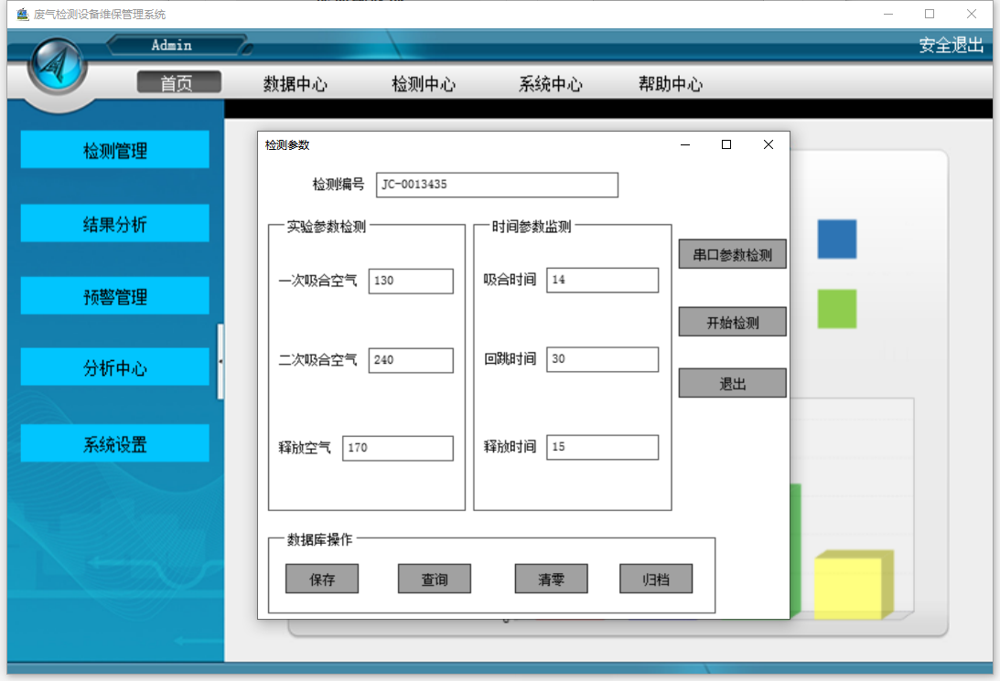 废气检测设备维保管理系统
Admin
安全退出
首页 数据中心 检测中心 系统中心 帮助中心
检测管理
结果分析
预警管理
分析中心
系统设置
检测参数
检测编号 JC-0013435
实验参数检测
一次吸合空气 130
二次吸合空气 240
释放空气 170
时间参数监测
吸合时间 14
回跳时间 30
释放时间 15
串口参数检测
开始检测
退出
数据库操作
保存 查询 清零 归档